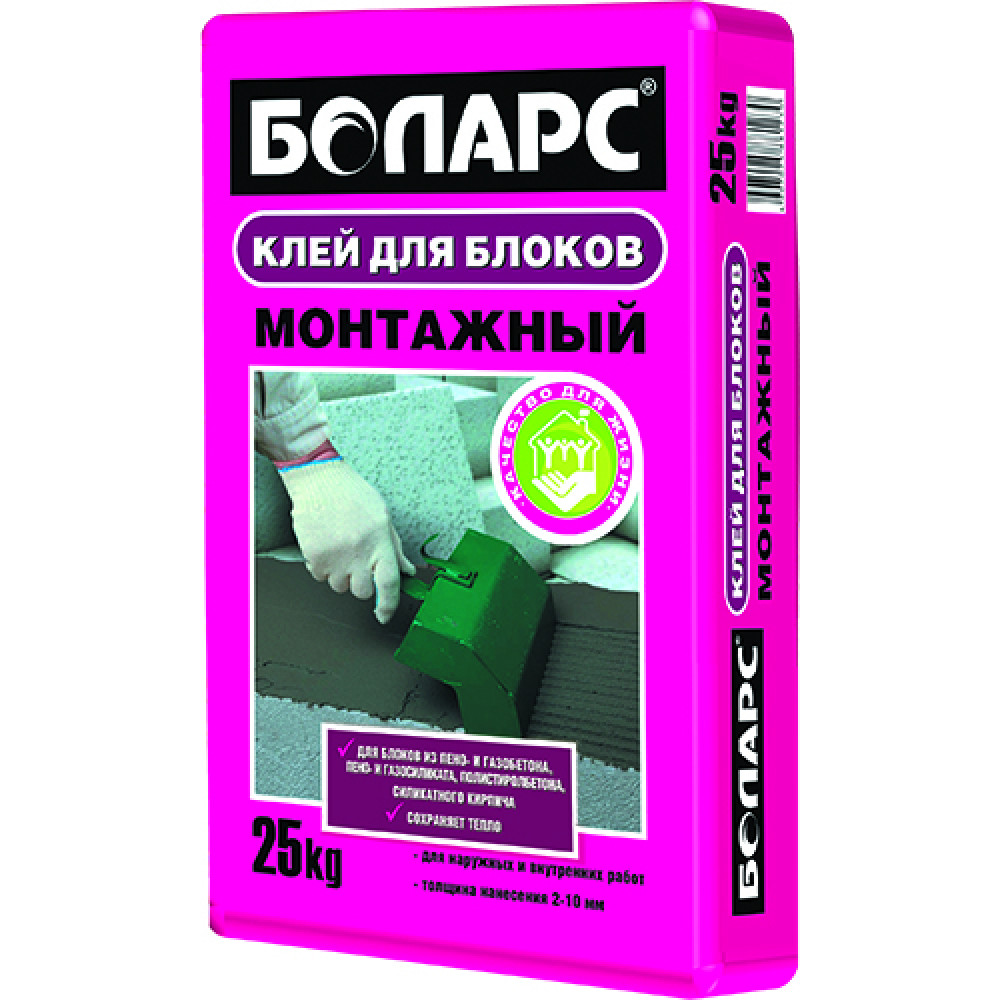 БОЛАРС®
КЛЕЙ ДЛЯ БЛОКОВ
МОНТАЖНЫЙ
·КАЧЕСТВО ДЛЯ ЖИЗНИ·
ДЛЯ БЛОКОВ ИЗ ПЕНО- И ГАЗОБЕТОНА,
ПЕНО- И ГАЗОСИЛИКАТА, ПОЛИСТИРОЛБЕТОНА,
СИЛИКАТНОГО КИРПИЧА
СОХРАНЯЕТ ТЕПЛО
25kg
- для наружных и внутренних работ
- толщина нанесения 2-10 мм
25kg
КЛЕЙ ДЛЯ БЛОКОВ
МОНТАЖНЫЙ
БОЛАРС®